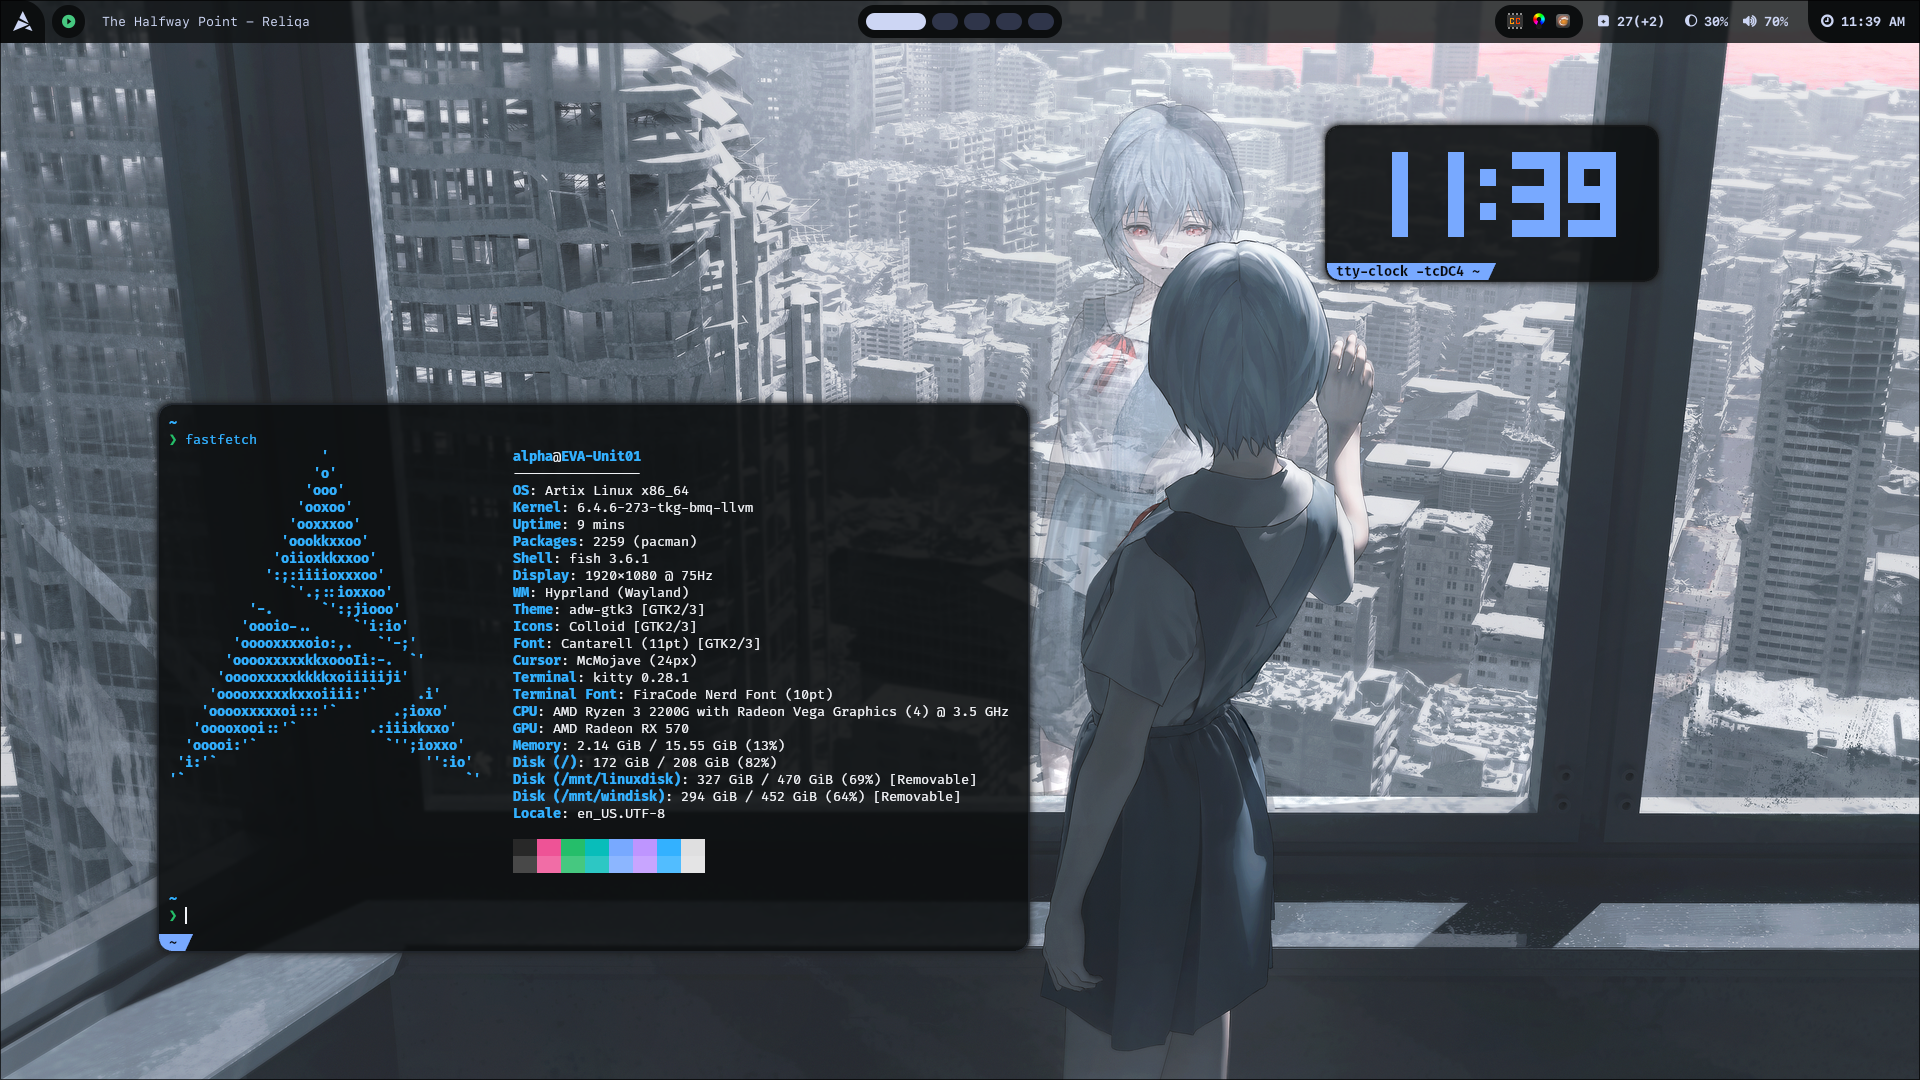 The Halfway Point – Reliqa
27(+2) 30% 70% 11:39 AM
11:39
tty-clock -tcDC4 ~
~
❯ fastfetch
'
'o'
'ooo'
'ooxoo'
'ooxxxoo'
'oookkxxoo'
'oiioxkkxxoo'
':;:iiiioxxxoo'
`'.;::ioxxoo'
'-. `':;jiooo'
'oooio-.. `'i:io'
'ooooxxxxoio:,. `'-;'
'ooooxxxxxkkxoooIi:-. `'
'ooooxxxxxkkkkxoiiiiiji'
'ooooxxxxxkxxoiiii:'` .i'
'ooooxxxxxoi:::'` .;ioxo'
'ooooxooi::'` .:iiixkxxo'
'ooooi:'` `'';ioxxo'
'i:'` '':io'
'` `'
alpha@EVA-Unit01
OS: Artix Linux x86_64
Kernel: 6.4.6-273-tkg-bmq-llvm
Uptime: 9 mins
Packages: 2259 (pacman)
Shell: fish 3.6.1
Display: 1920x1080 @ 75Hz
WM: Hyprland (Wayland)
Theme: adw-gtk3 [GTK2/3]
Icons: Colloid [GTK2/3]
Font: Cantarell (11pt) [GTK2/3]
Cursor: McMojave (24px)
Terminal: kitty 0.28.1
Terminal Font: FiraCode Nerd Font (10pt)
CPU: AMD Ryzen 3 2200G with Radeon Vega Graphics (4) @ 3.5 GHz
GPU: AMD Radeon RX 570
Memory: 2.14 GiB / 15.55 GiB (13%)
Disk (/): 172 GiB / 208 GiB (82%)
Disk (/mnt/linuxdisk): 327 GiB / 470 GiB (69%) [Removable]
Disk (/mnt/windisk): 294 GiB / 452 GiB (64%) [Removable]
Locale: en_US.UTF-8
~
❯
~